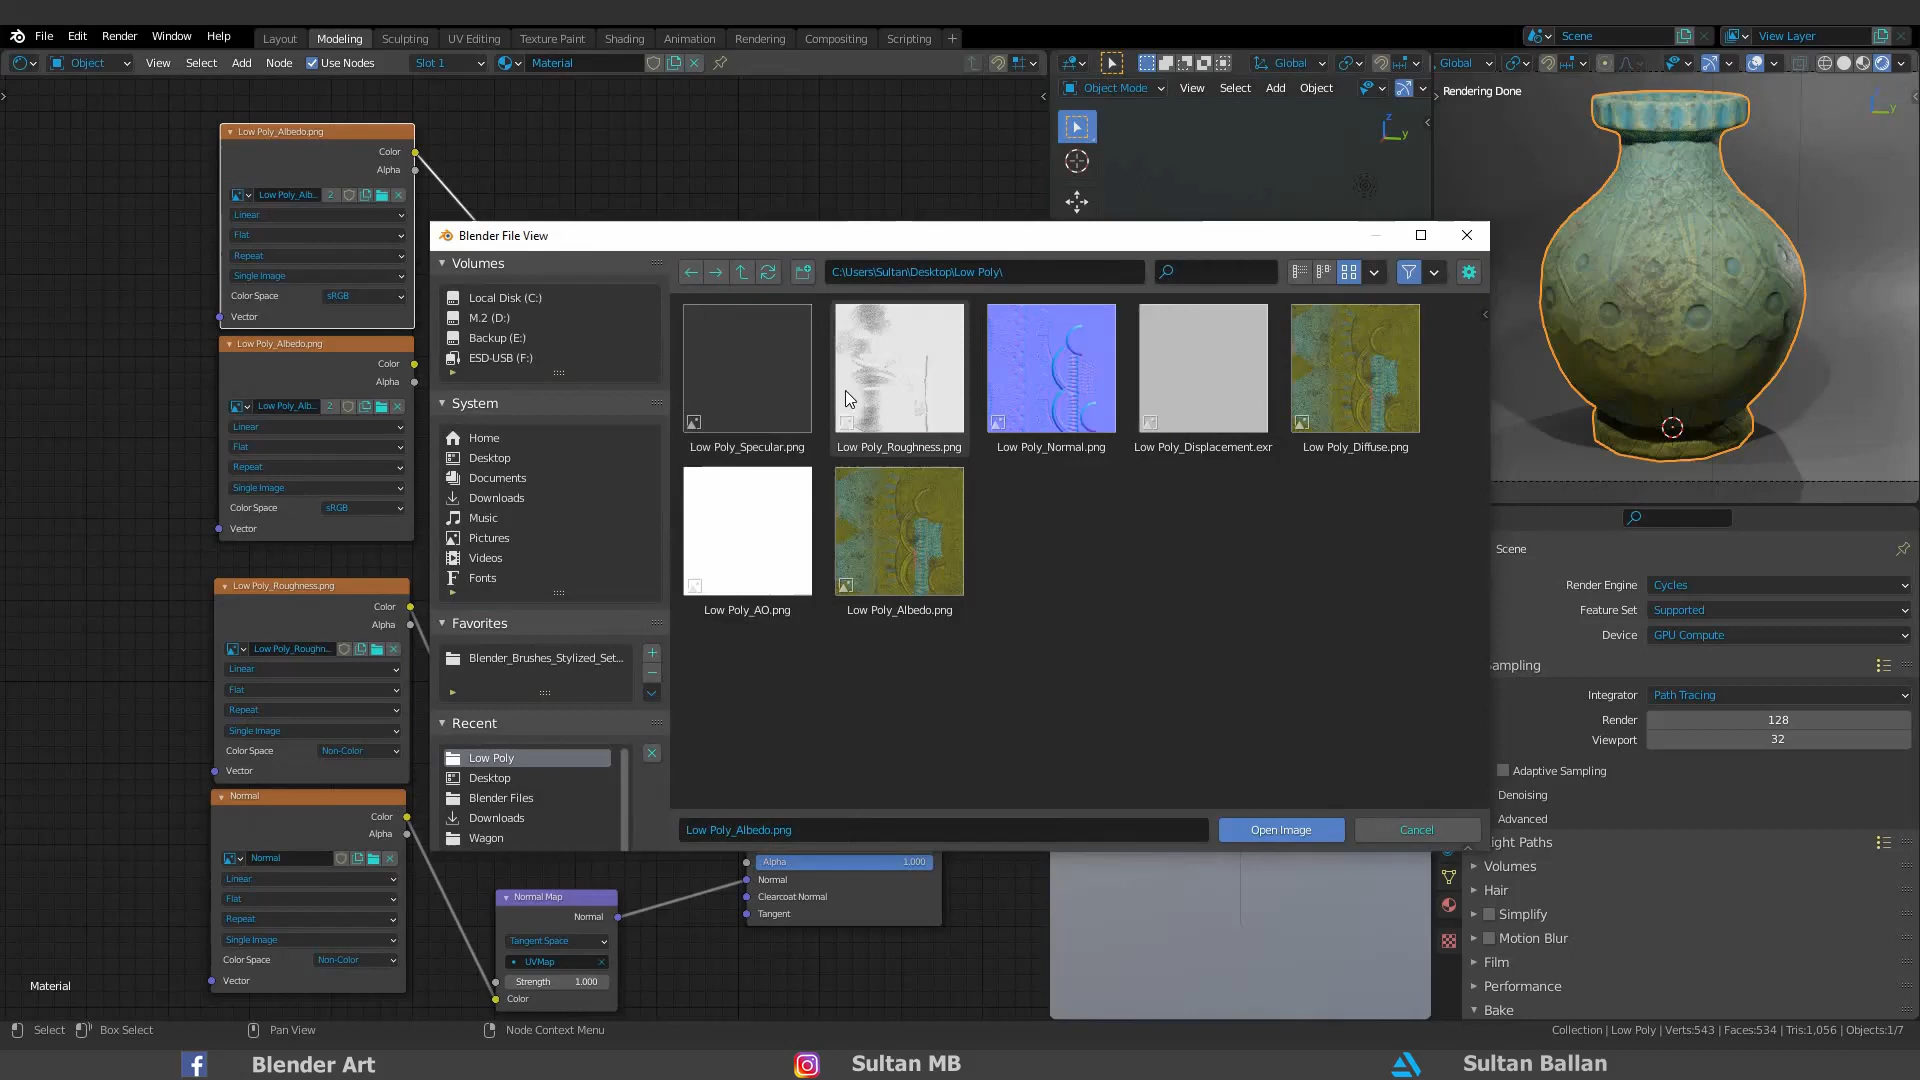 File Edit Render Window Help
Layout Modeling Sculpting UV Editing Texture Paint Shading Animation Rendering Compositing Scripting +
Scene
View Layer
Object View Select Add Node Use Nodes Slot 1 Material
Global
Global
Object Mode View Select Add Object
Rendering Done
z
y
y
Low Poly_Albedo.png
Color
Alpha
Low Poly_Alb... 2
Linear
Flat
Repeat
Single Image
Color Space sRGB
Vector
Low Poly_Albedo.png
Color
Alpha
Low Poly_Alb... 2
Linear
Flat
Repeat
Single Image
Color Space sRGB
Vector
Low Poly_Roughness.png
Color
Alpha
Low Poly_Roughn...
Linear
Flat
Repeat
Single Image
Color Space Non-Color
Vector
Normal
Color
Alpha
Normal
Linear
Flat
Repeat
Single Image
Color Space Non-Color
Vector
Normal Map
Normal
Tangent Space
UVMap
Strength 1.000
Color
Alpha 1.000
Normal
Clearcoat Normal
Tangent
Material
Blender File View
Volumes
Local Disk (C:)
M.2 (D:)
Backup (E:)
ESD-USB (F:)
System
Home
Desktop
Documents
Downloads
Music
Pictures
Videos
Fonts
Favorites
Blender_Brushes_Stylized_Set...
Recent
Low Poly
Desktop
Blender Files
Downloads
Wagon
C:\Users\Sultan\Desktop\Low Poly\
Low Poly_Specular.png
Low Poly_Roughness.png
Low Poly_Normal.png
Low Poly_Displacement.exr
Low Poly_Diffuse.png
Low Poly_AO.png
Low Poly_Albedo.png
Low Poly_Albedo.png
Open Image
Cancel
Scene
Render Engine Cycles
Feature Set Supported
Device GPU Compute
ampling
Integrator Path Tracing
Render 128
Viewport 32
Adaptive Sampling
Denoising
Advanced
ight Paths
Volumes
Hair
Simplify
Motion Blur
Film
Performance
Bake
Select Box Select Pan View Node Context Menu
Collection | Low Poly | Verts:543 | Faces:534 | Tris:1,056 | Objects:1/7
Blender Art
Sultan MB
Sultan Ballan